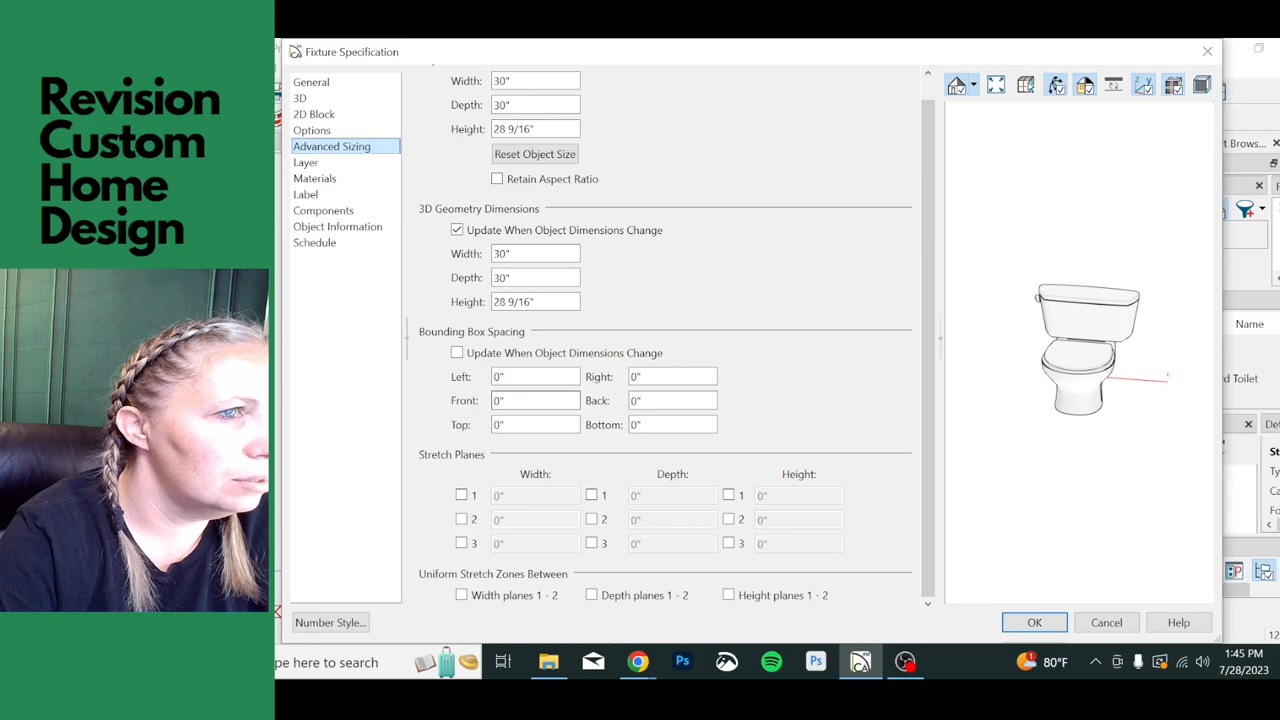 Revision
Custom
Home
Design
Fixture Specification
General
3D
2D Block
Options
Advanced Sizing
Layer
Materials
Label
Components
Object Information
Schedule
Width: 30"
Depth: 30"
Height: 28 9/16"
Reset Object Size
Retain Aspect Ratio
3D Geometry Dimensions
Update When Object Dimensions Change
Width: 30"
Depth: 30"
Height: 28 9/16"
Bounding Box Spacing
Update When Object Dimensions Change
Left: 0" Right: 0"
Front: 0" Back: 0"
Top: 0" Bottom: 0"
Stretch Planes
Width: Depth: Height:
1 0" 1 0" 1 0"
2 0" 2 0" 2 0"
3 0" 3 0" 3 0"
Uniform Stretch Zones Between
Width planes 1 - 2 Depth planes 1 - 2 Height planes 1 - 2
Number Style...
OK Cancel Help
ect Brows...
Name
rd Toilet
pe here to search
80°F
1:45 PM
7/28/2023